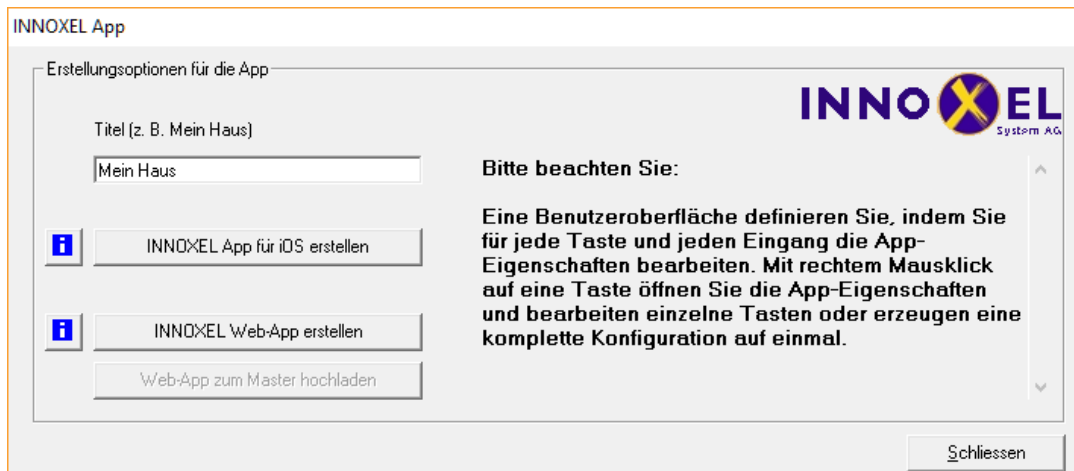 INNOXEL App
Erstellungsoptionen für die App
INNOXEL
System AG
Titel (z. B. Mein Haus)
Mein Haus
Bitte beachten Sie:
Eine Benutzeroberfläche definieren Sie, indem Sie
für jede Taste und jeden Eingang die App-
Eigenschaften bearbeiten. Mit rechtem Mausklick
auf eine Taste öffnen Sie die App-Eigenschaften
und bearbeiten einzelne Tasten oder erzeugen eine
komplette Konfiguration auf einmal.
i
INNOXEL App für iOS erstellen
i
INNOXEL Web-App erstellen
Web-App zum Master hochladen
Schliessen